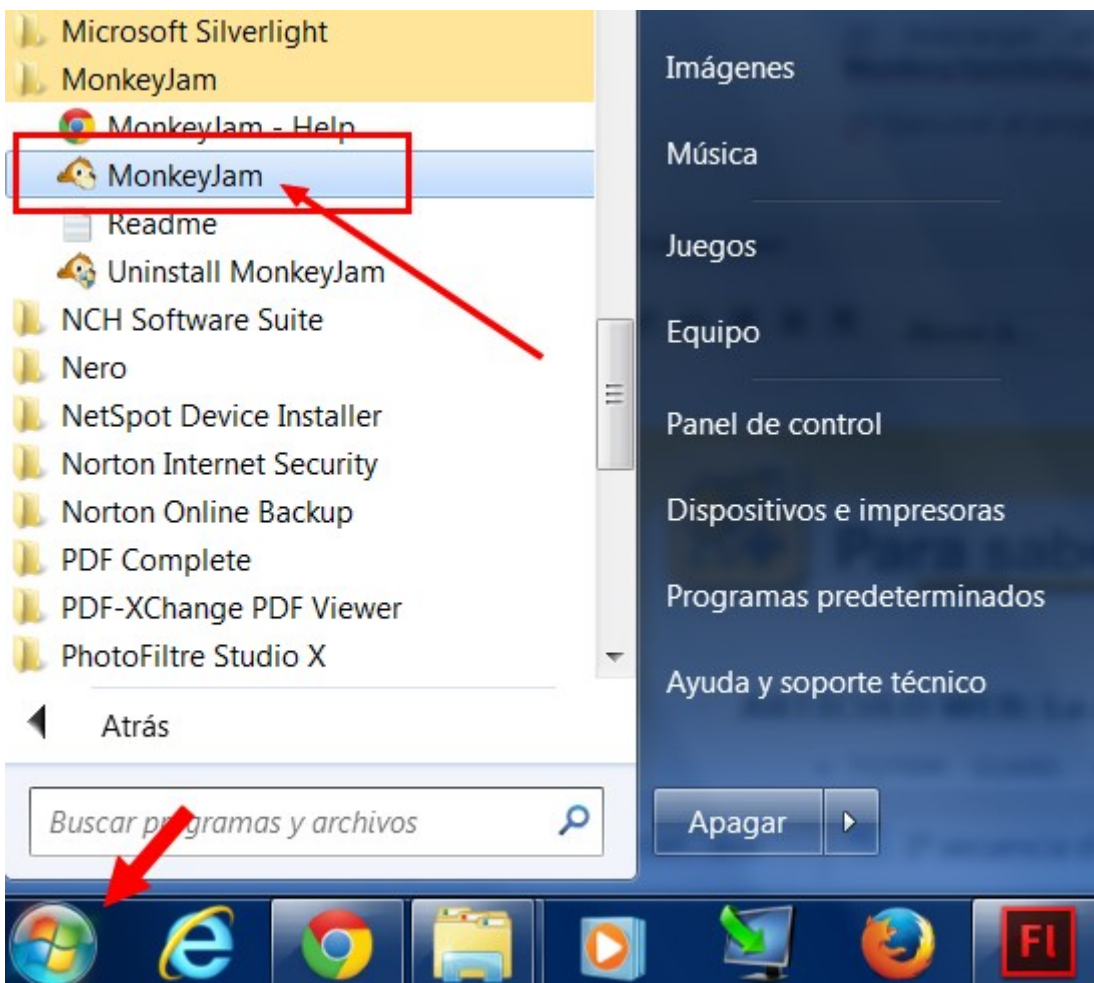 Microsoft Silverlight
MonkeyJam
MonkeyJam - Help
MonkeyJam
Readme
Uninstall MonkeyJam
NCH Software Suite
Nero
NetSpot Device Installer
Norton Internet Security
Norton Online Backup
PDF Complete
PDF-XChange PDF Viewer
PhotoFiltre Studio X
Atrás
Buscar programas y archivos
Imágenes
Música
Juegos
Equipo
Panel de control
Dispositivos e impresoras
Programas predeterminados
Ayuda y soporte técnico
Apagar
Para sabe
Fl